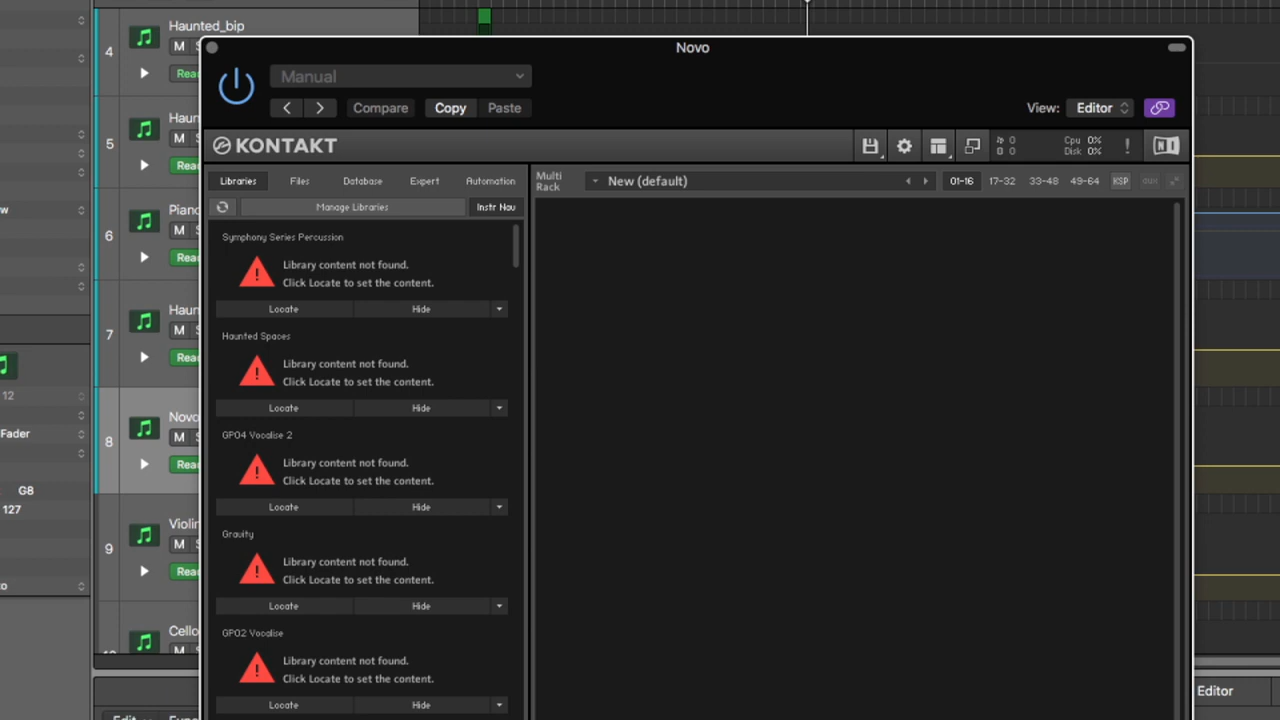 4
Haunted_bip
M
Novo
Manual
Compare
Copy
Paste
View:
Editor
KONTAKT
0
0
Cpu 0%
Disk 0%
!
NI
Libraries
Files
Database
Expert
Automation
Multi
Rack
New (default)
01-16
17-32
33-48
49-64
KSP
AUX
Manage Libraries
Instr Nav
Symphony Series Percussion
Library content not found.
Click Locate to set the content.
Locate
Hide
Haunted Spaces
Library content not found.
Click Locate to set the content.
Locate
Hide
GPO4 Vocalise 2
Library content not found.
Click Locate to set the content.
Locate
Hide
Gravity
Library content not found.
Click Locate to set the content.
Locate
Hide
GPO2 Vocalise
Library content not found.
Click Locate to set the content.
Locate
Hide
5
M
6
M
7
M
8
Novo
M
9
M
12
Fader
G8
127
Editor